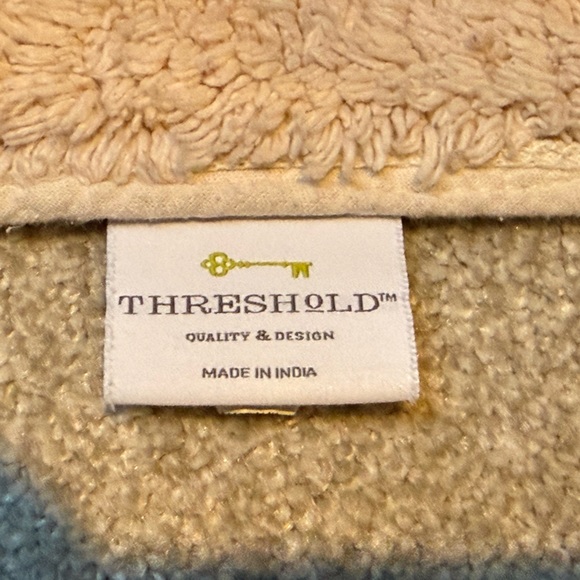 THRESHOLD™
QUALITY & DESIGN
MADE IN INDIA